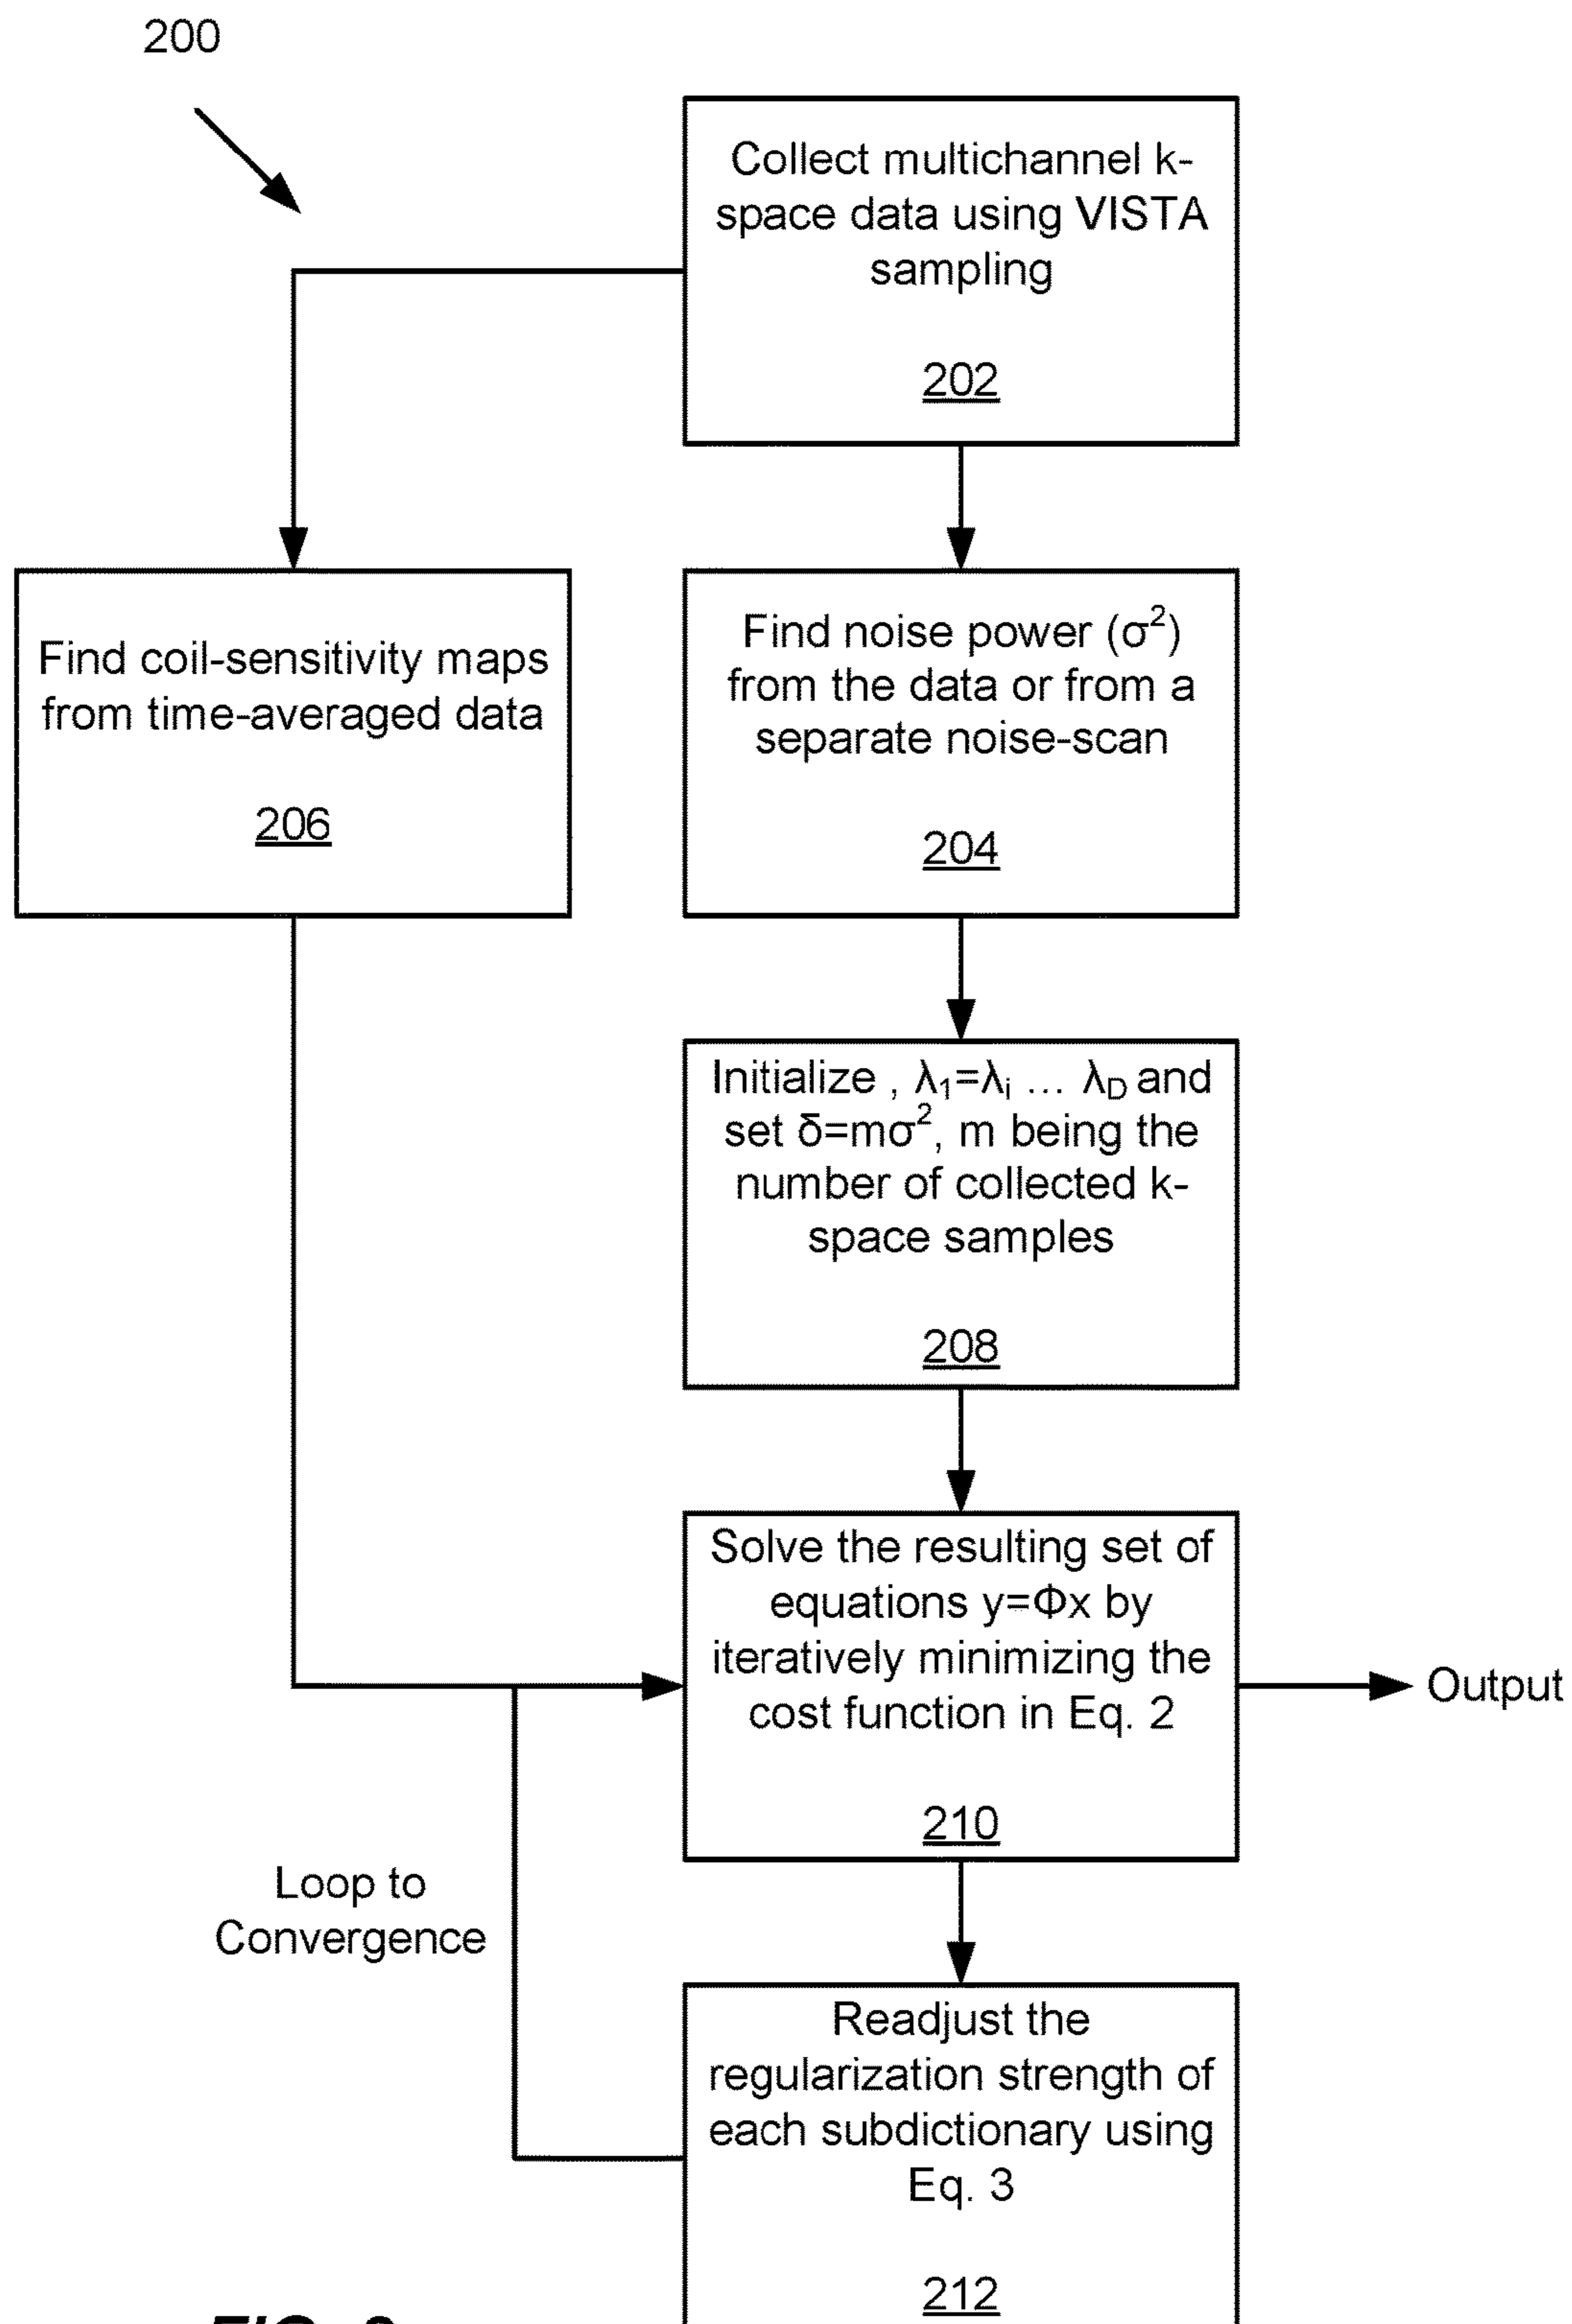 200
Collect multichannel k-
space data using VISTA
sampling
202
Find coil-sensitivity maps
from time-averaged data
206
Find noise power (σ²)
from the data or from a
separate noise-scan
204
Initialize , λ₁=λᵢ ... λ_D and
set δ=mσ², m being the
number of collected k-
space samples
208
Solve the resulting set of
equations y=Φx by
iteratively minimizing the
cost function in Eq. 2
210
Output
Loop to
Convergence
Readjust the
regularization strength of
each subdictionary using
Eq. 3
212